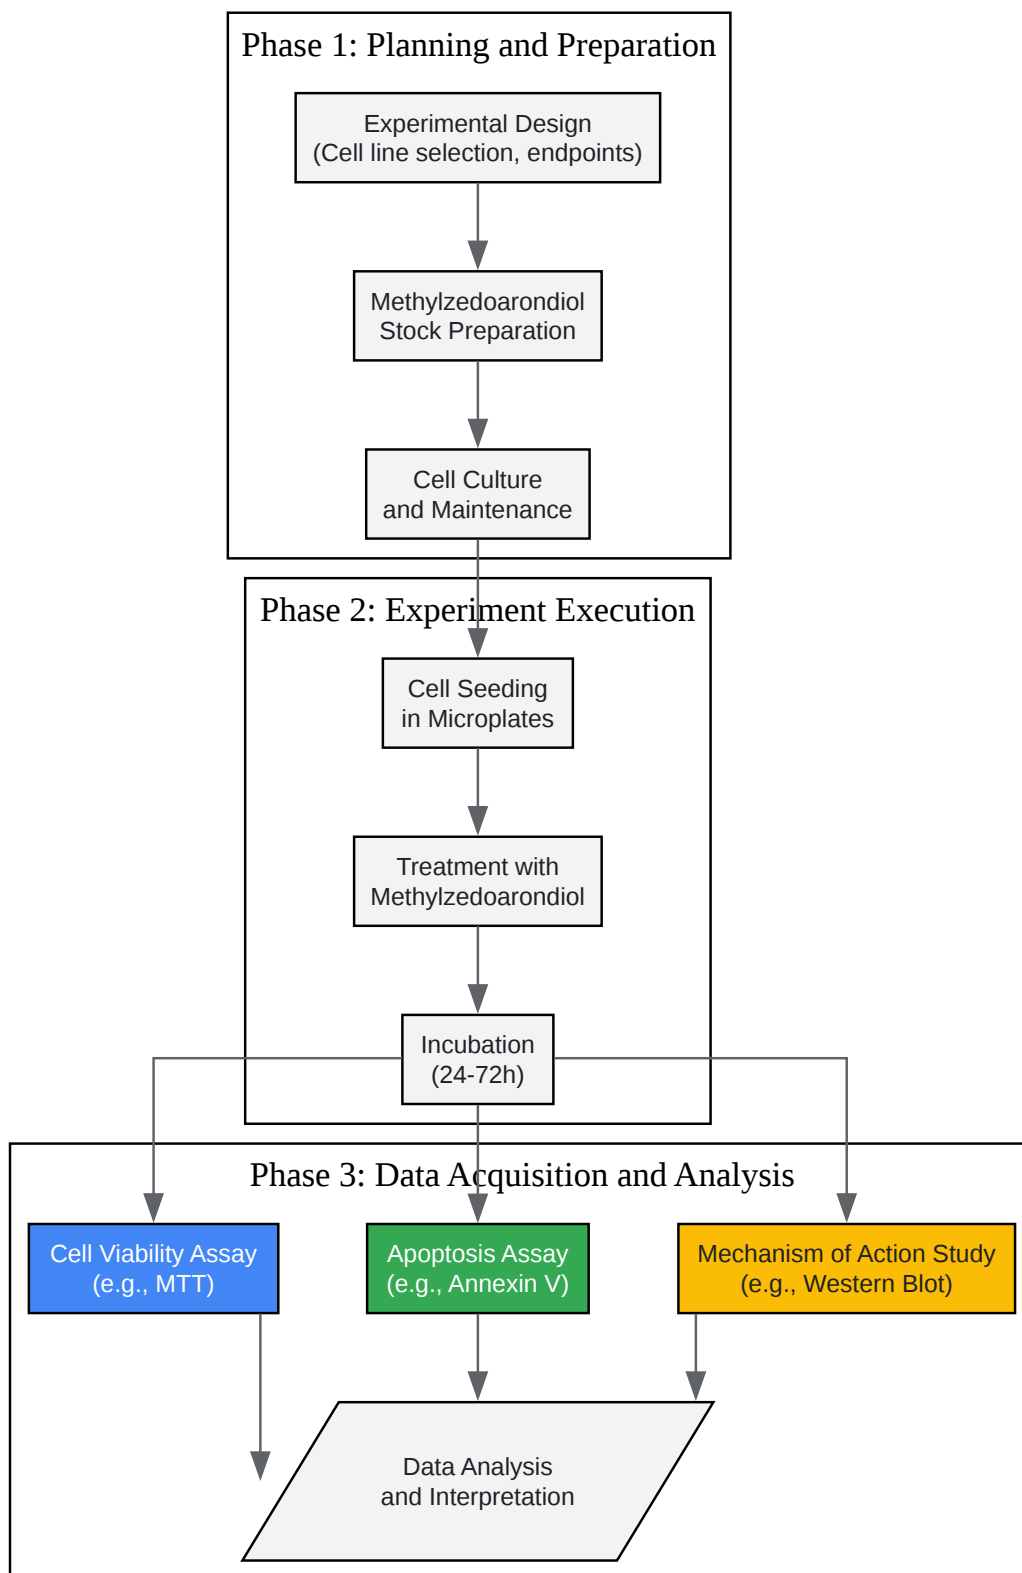 Phase 1: Planning and Preparation
Experimental Design
(Cell line selection, endpoints)
Methylzedoarondiol
Stock Preparation
Cell Culture
and Maintenance
Phase 2: Experiment Execution
Cell Seeding
in Microplates
Treatment with
Methylzedoarondiol
Incubation
(24-72h)
Phase 3: Data Acquisition and Analysis
Cell Viability Assay
(e.g., MTT)
Apoptosis Assay
(e.g., Annexin V)
Mechanism of Action Study
(e.g., Western Blot)
Data Analysis
and Interpretation